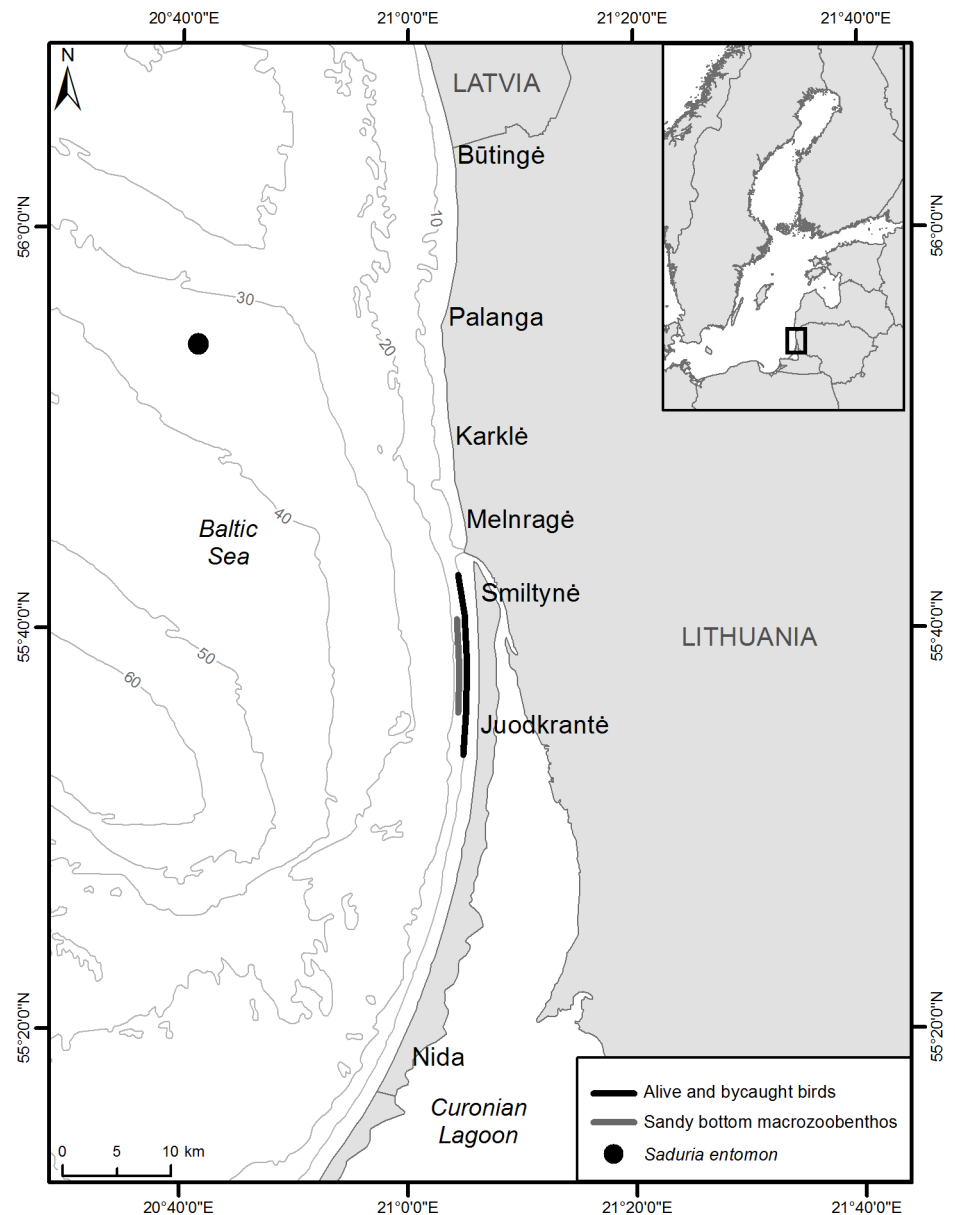 20°40'0"E 21°0'0"E 21°20'0"E 21°40'0"E
N
LATVIA
Būtingė
10
56°0'0"N
56°0'0"N
30
Palanga
20
Karklė
40
Melnragė
Baltic
Sea
Smiltynė
55°40'0"N
LITHUANIA
55°40'0"N
50
60
Juodkrantė
55°20'0"N
55°20'0"N
Nida
Curonian
Lagoon
Alive and bycaught birds
Sandy bottom macrozoobenthos
Saduria entomon
0 5 10 km
20°40'0"E 21°0'0"E 21°20'0"E 21°40'0"E